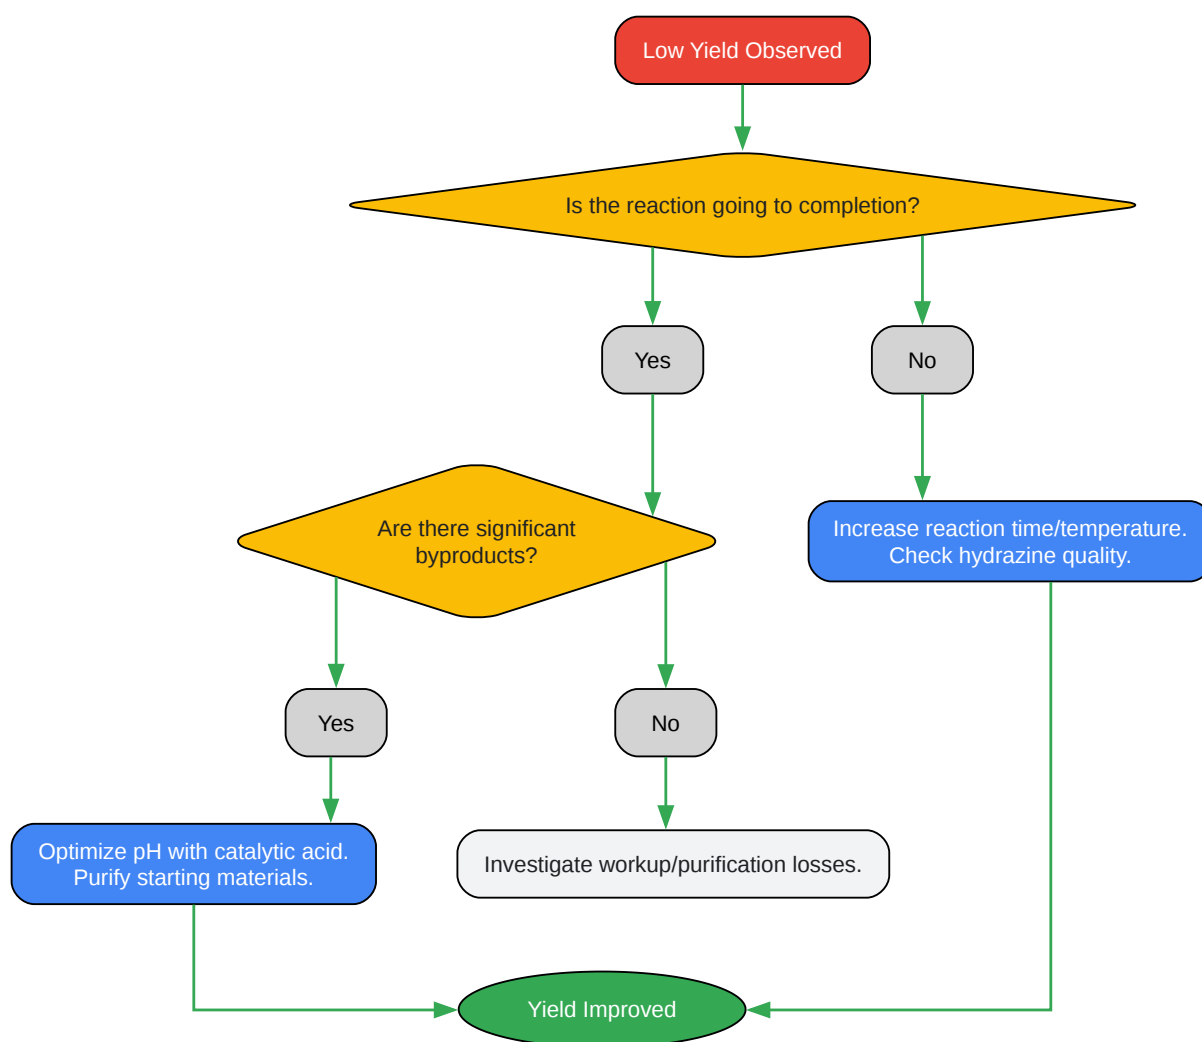 Low Yield Observed
Is the reaction going to completion?
Yes
No
Are there significant
byproducts?
Increase reaction time/temperature.
Check hydrazine quality.
Yes
No
Optimize pH with catalytic acid.
Purify starting materials.
Investigate workup/purification losses.
Yield Improved